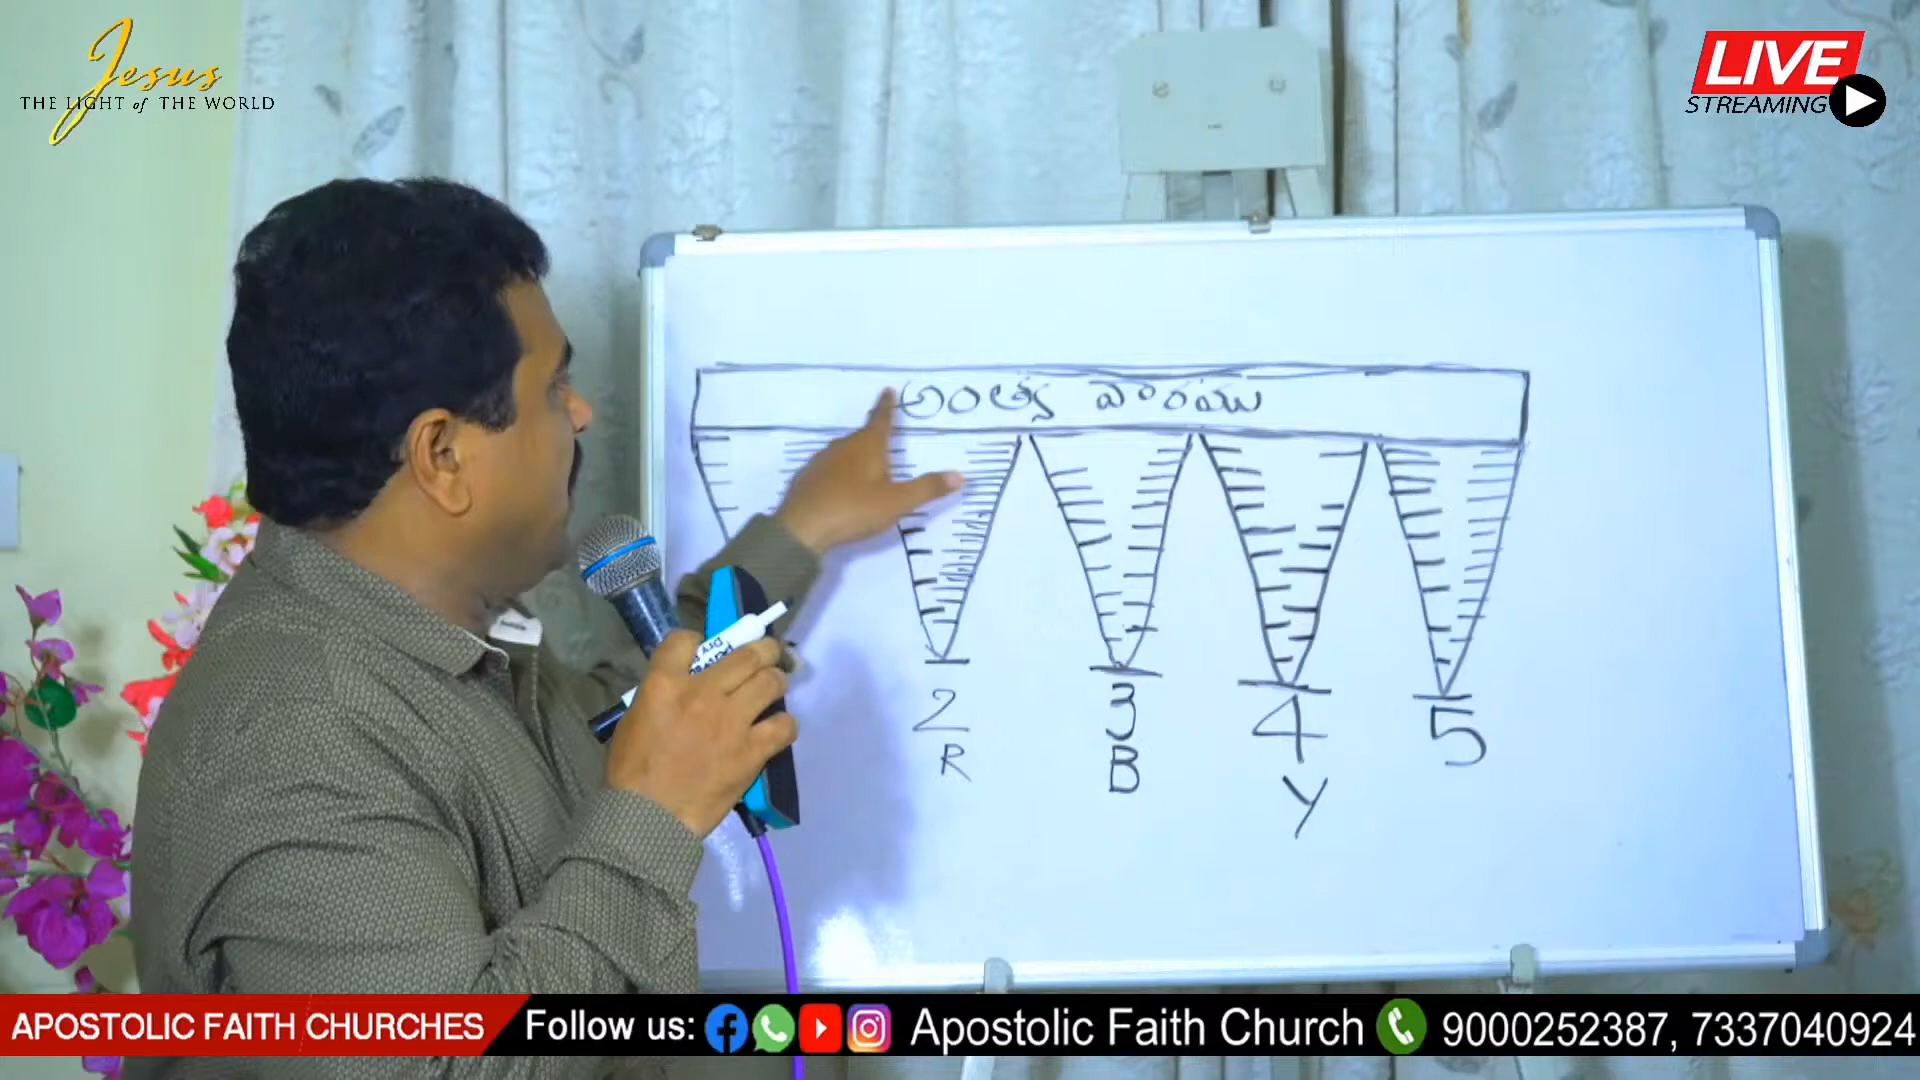 Jesus
THE LIGHT of THE WORLD
LIVE
STREAMING
అంత్య వారము
2
R
3
B
4
Y
5
APOSTOLIC FAITH CHURCHES
Follow us:
Apostolic Faith Church
9000252387, 7337040924